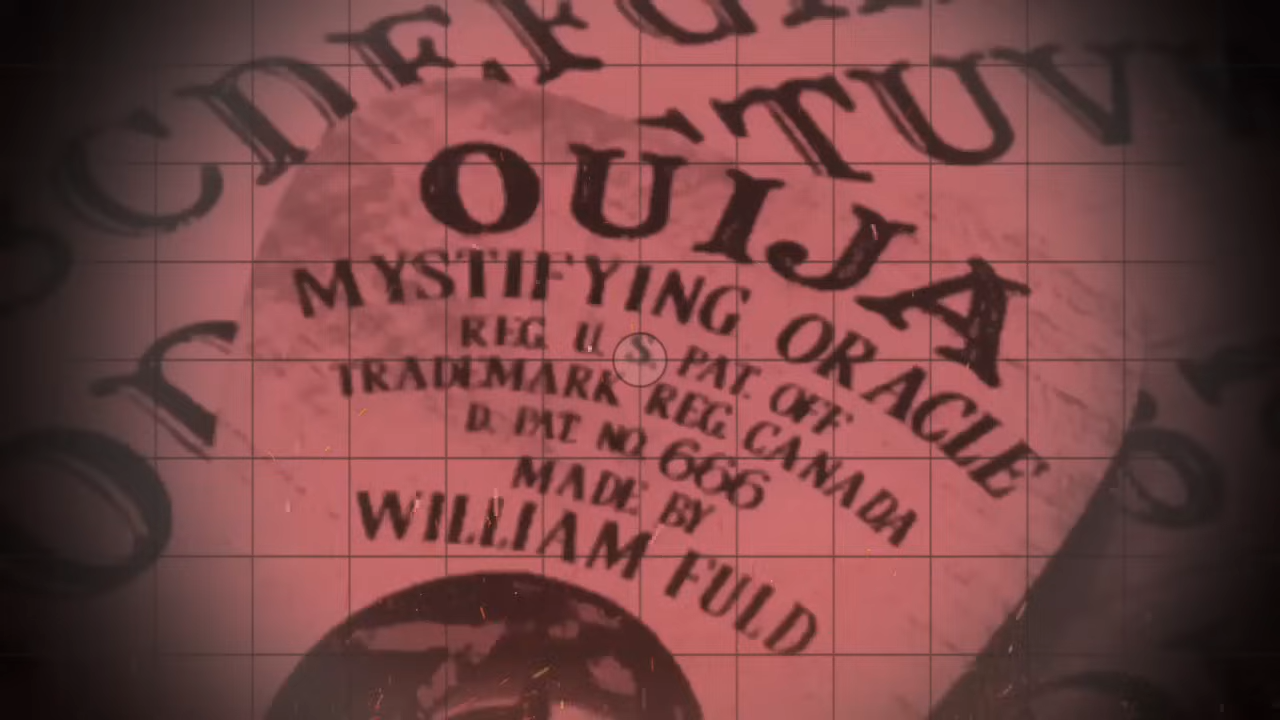 C D E F G
T U V
OUIJA
MYSTIFYING ORACLE
REG. U. S. PAT. OFF
TRADEMARK REG. CANADA
D. PAT. NO. 666
MADE BY
WILLIAM FULD